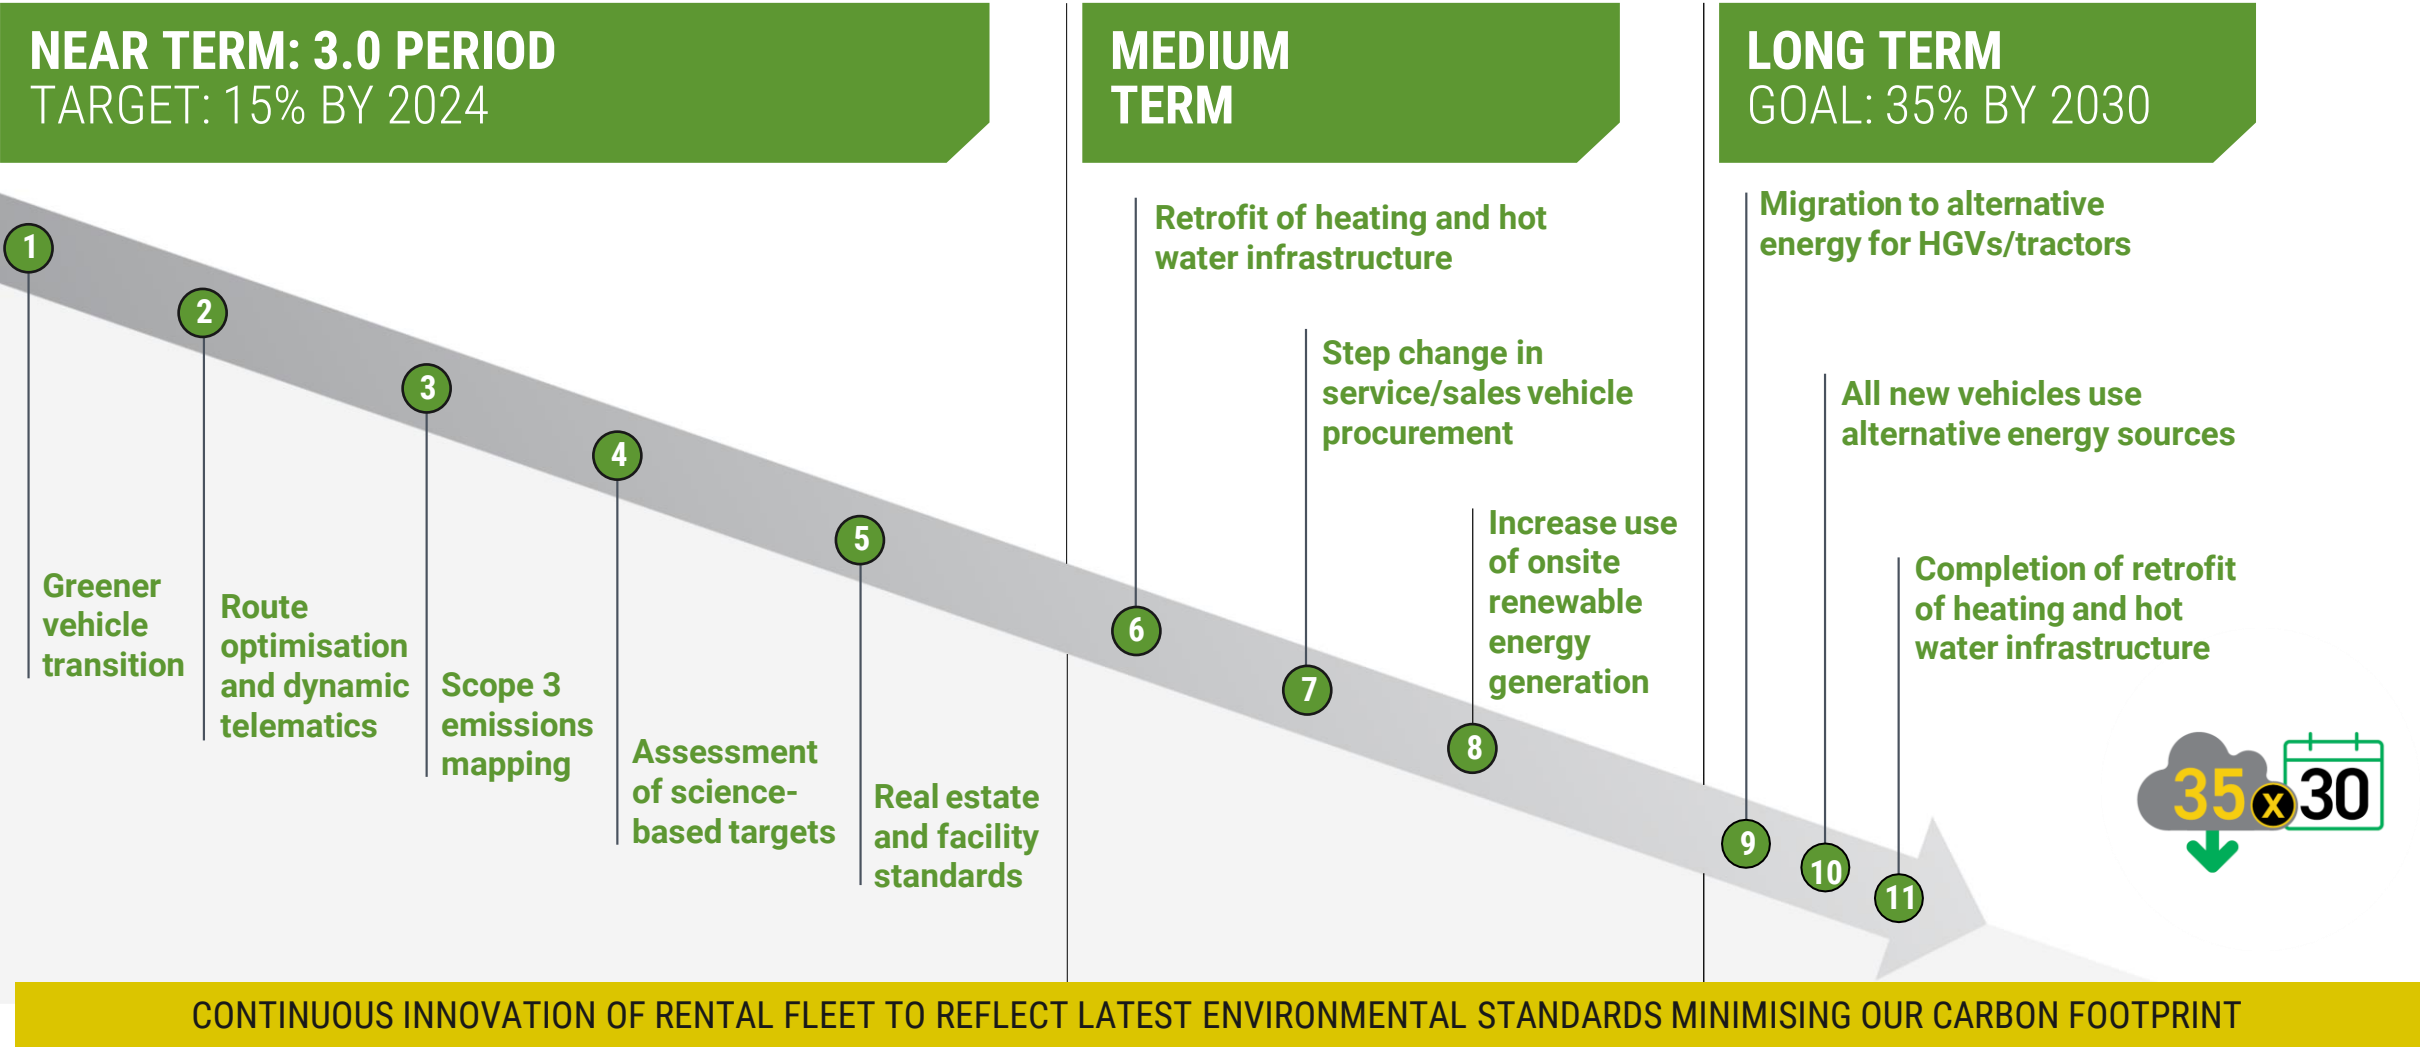 NEAR TERM: 3.0 PERIOD
TARGET: 15% BY 2024
MEDIUM
TERM
LONG TERM
GOAL: 35% BY 2030
1
Greener
vehicle
transition
2
Route
optimisation
and dynamic
telematics
3
Scope 3
emissions
mapping
4
Assessment
of science-
based targets
5
Real estate
and facility
standards
Retrofit of heating and hot
water infrastructure
6
Step change in
service/sales vehicle
procurement
7
Increase use
of onsite
renewable
energy
generation
8
Migration to alternative
energy for HGVs/tractors
9
All new vehicles use
alternative energy sources
10
Completion of retrofit
of heating and hot
water infrastructure
11
35 X 30
CONTINUOUS INNOVATION OF RENTAL FLEET TO REFLECT LATEST ENVIRONMENTAL STANDARDS MINIMISING OUR CARBON FOOTPRINT